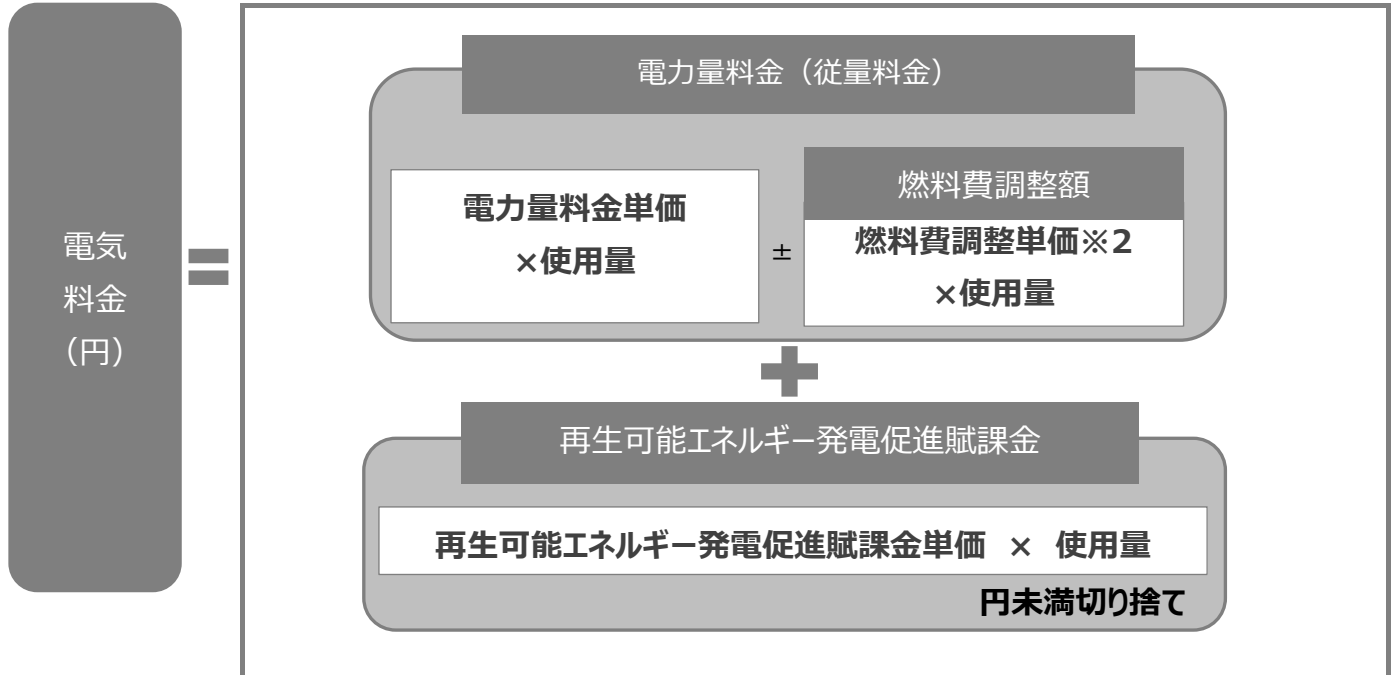 電気
料金
（円）
電力量料金（従量料金）
電力量料金単価
×使用量
±
燃料費調整額
燃料費調整単価※2
×使用量
再生可能エネルギー発電促進賦課金
再生可能エネルギー発電促進賦課金単価 × 使用量
円未満切り捨て